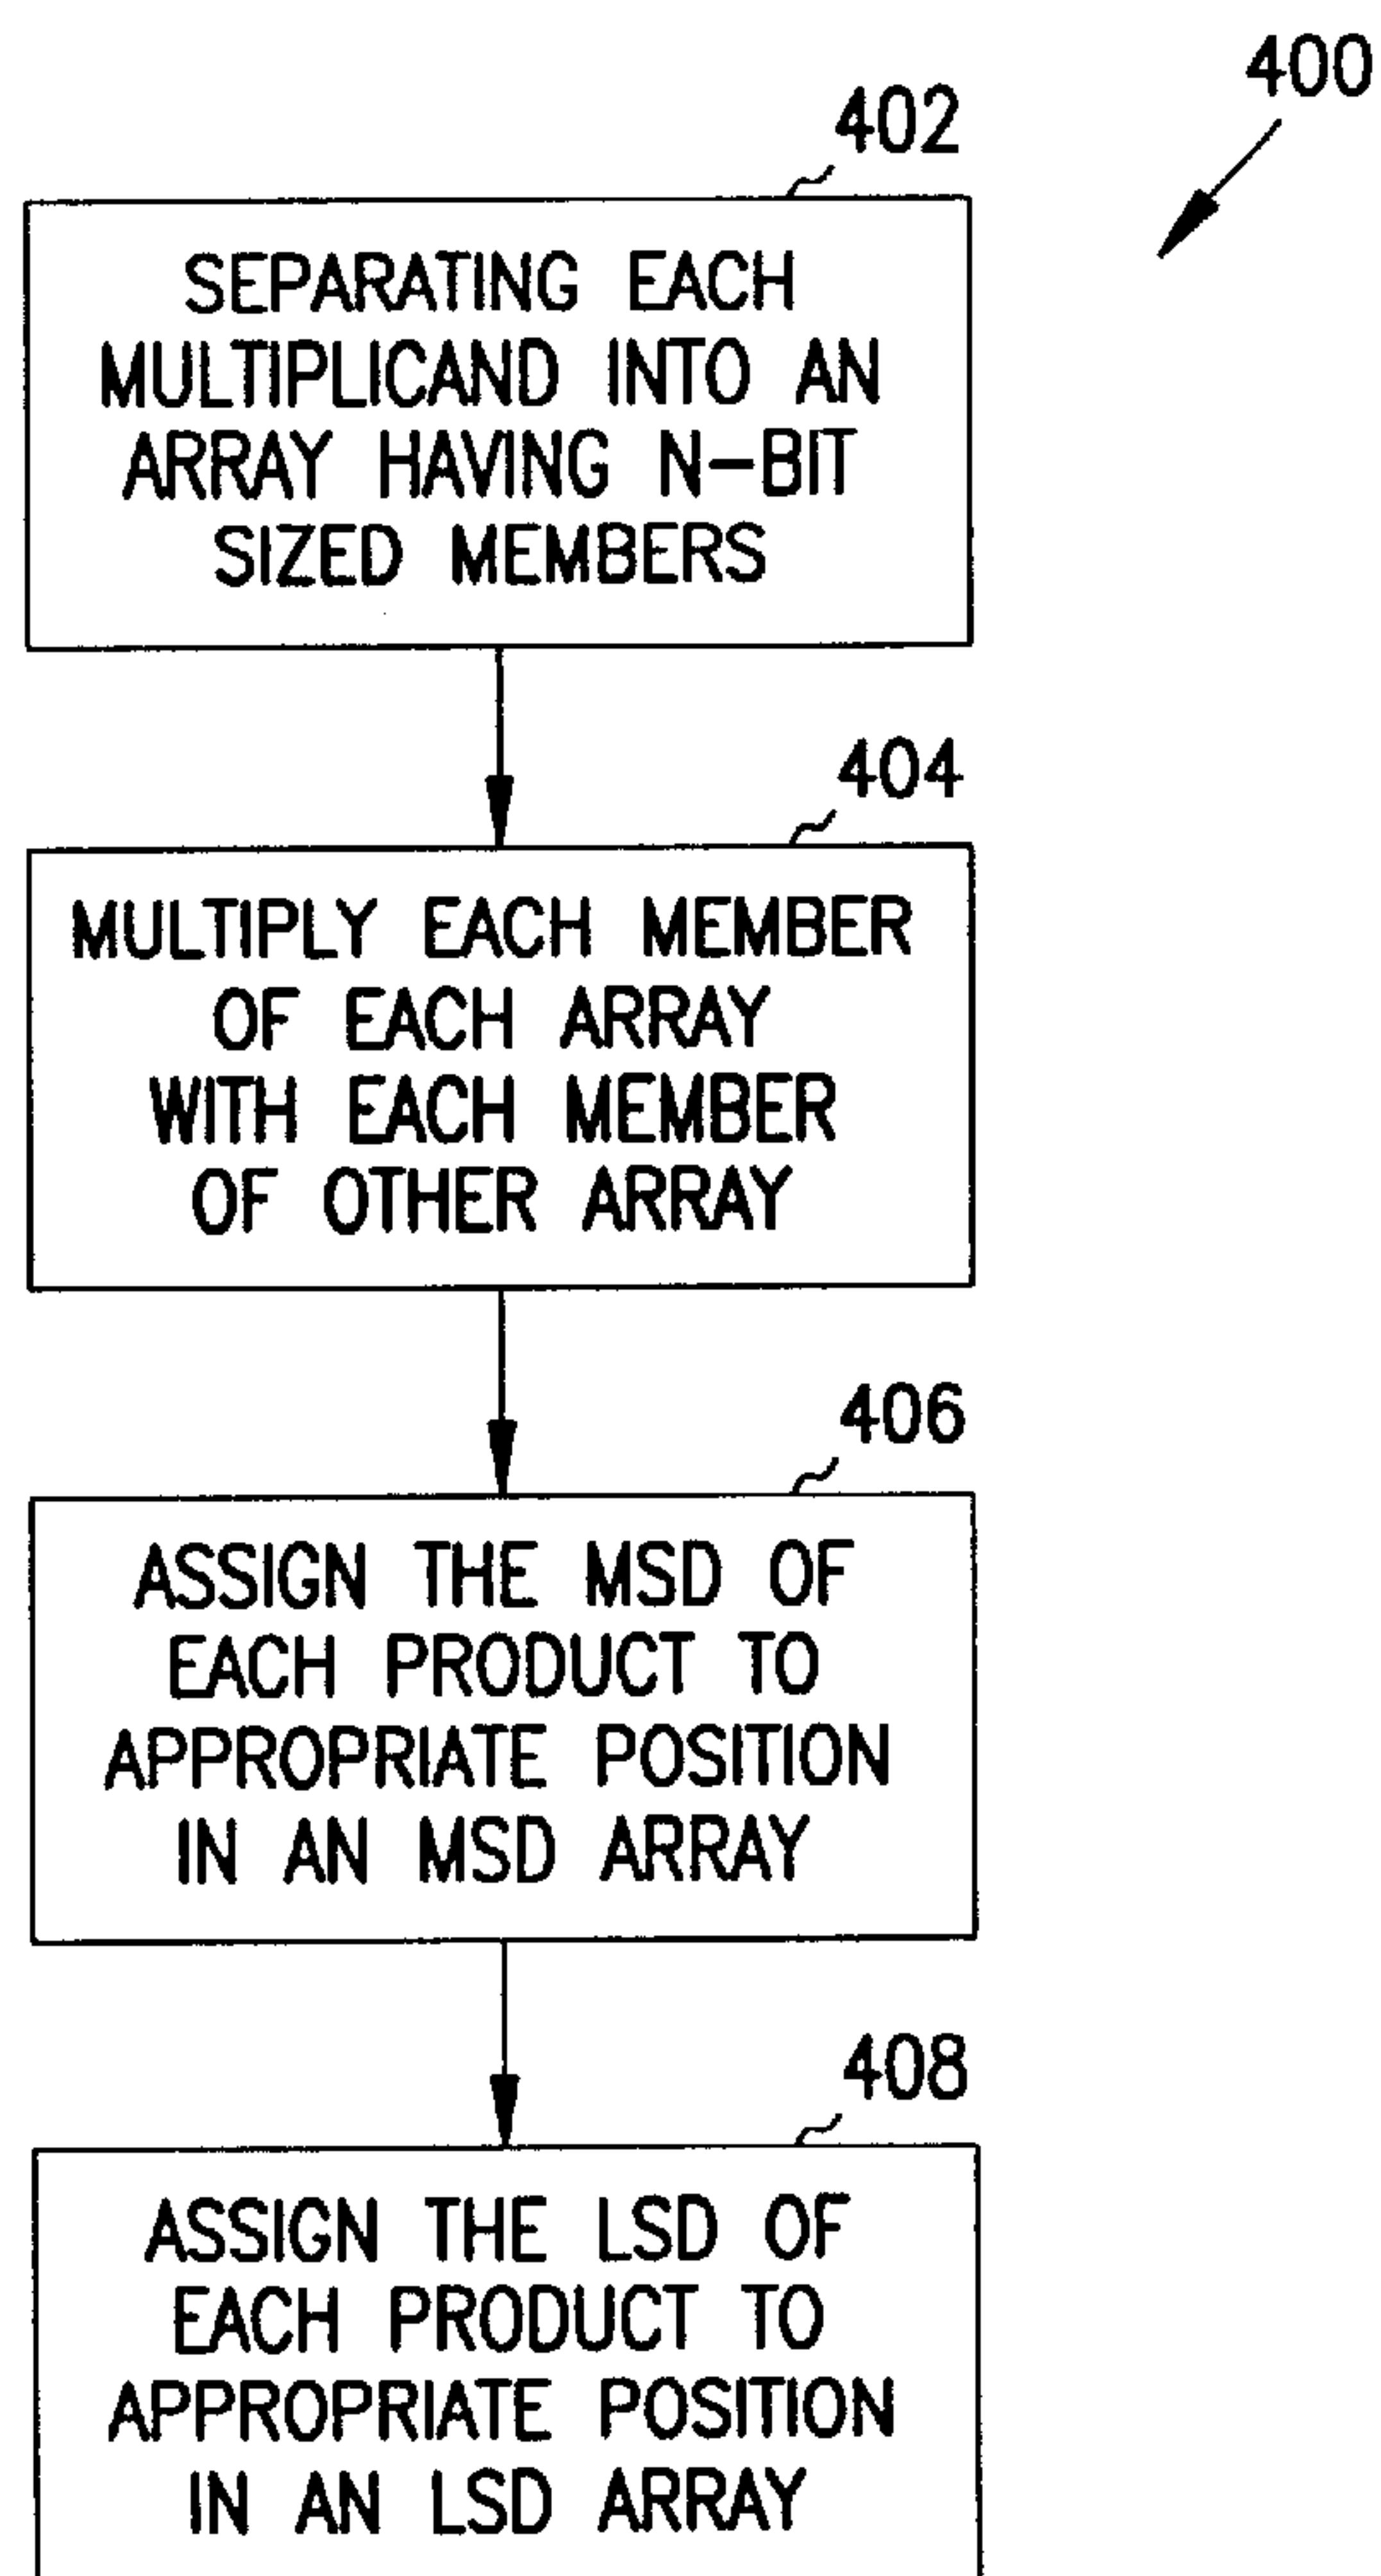 400
402
SEPARATING EACH
MULTIPLICAND INTO AN
ARRAY HAVING N-BIT
SIZED MEMBERS
404
MULTIPLY EACH MEMBER
OF EACH ARRAY
WITH EACH MEMBER
OF OTHER ARRAY
406
ASSIGN THE MSD OF
EACH PRODUCT TO
APPROPRIATE POSITION
IN AN MSD ARRAY
408
ASSIGN THE LSD OF
EACH PRODUCT TO
APPROPRIATE POSITION
IN AN LSD ARRAY